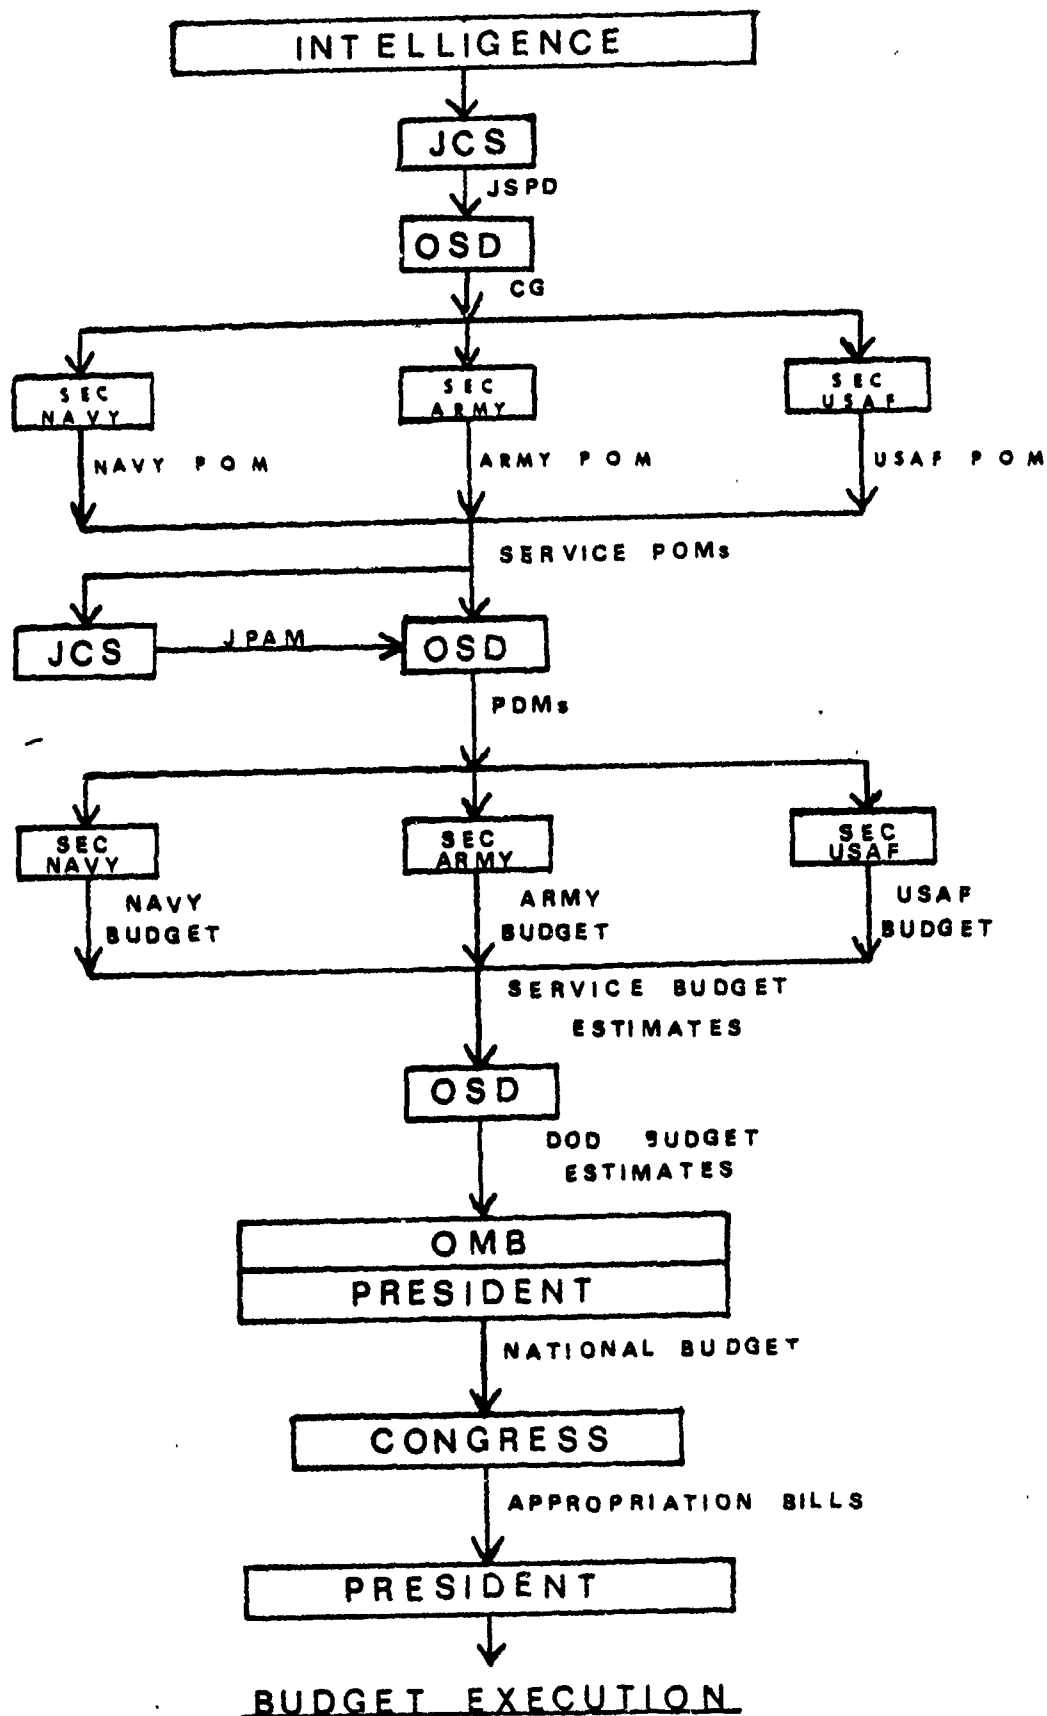 INTELLIGENCE
JCS
JSPD
OSD
CG
SEC
NAVY
SEC
ARMY
SEC
USAF
NAVY POM
ARMY POM
USAF POM
SERVICE POMs
JCS
JPAM
OSD
PDMs
SEC
NAVY
SEC
ARMY
SEC
USAF
NAVY
BUDGET
ARMY
BUDGET
USAF
BUDGET
SERVICE BUDGET
ESTIMATES
OSD
DOD BUDGET
ESTIMATES
OMB
PRESIDENT
NATIONAL BUDGET
CONGRESS
APPROPRIATION BILLS
PRESIDENT
BUDGET EXECUTION